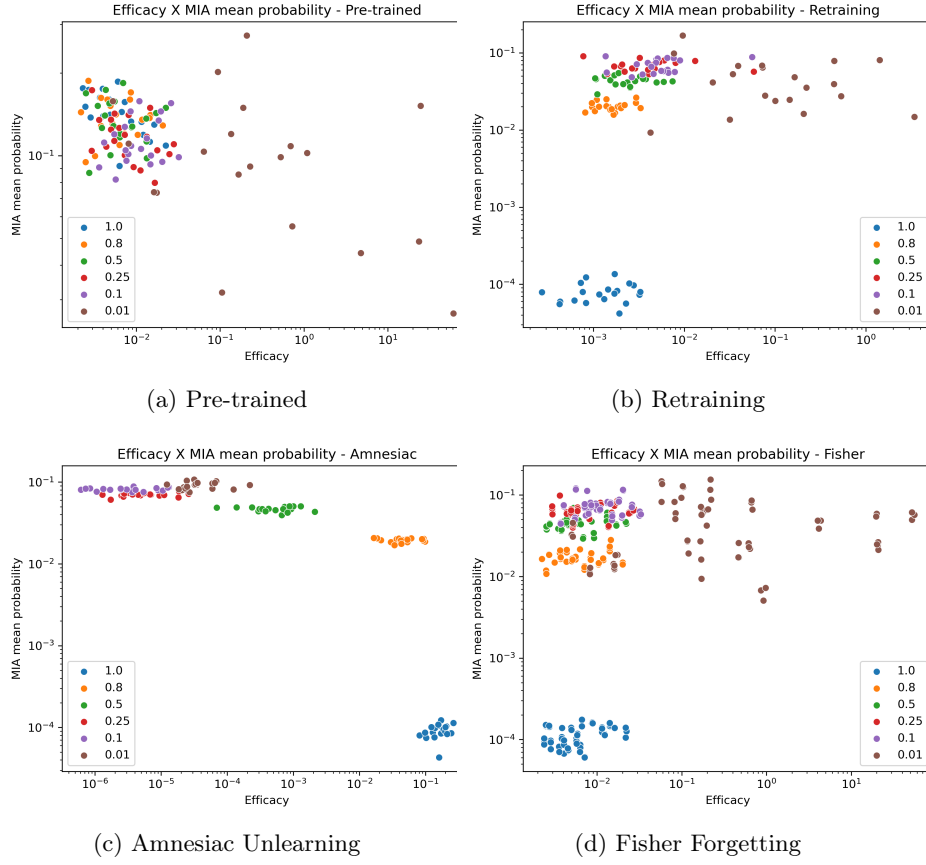 Efficacy X MIA mean probability - Pre-trained
MIA mean probability
10⁻¹
10⁻² 10⁻¹ 10⁰ 10¹
Efficacy
1.0
0.8
0.5
0.25
0.1
0.01
(a) Pre-trained
Efficacy X MIA mean probability - Retraining
MIA mean probability
10⁻¹
10⁻²
10⁻³
10⁻⁴
10⁻³ 10⁻² 10⁻¹ 10⁰
Efficacy
1.0
0.8
0.5
0.25
0.1
0.01
(b) Retraining
Efficacy X MIA mean probability - Amnesiac
MIA mean probability
10⁻¹
10⁻²
10⁻³
10⁻⁴
10⁻⁶ 10⁻⁵ 10⁻⁴ 10⁻³ 10⁻² 10⁻¹
Efficacy
1.0
0.8
0.5
0.25
0.1
0.01
(c) Amnesiac Unlearning
Efficacy X MIA mean probability - Fisher
MIA mean probability
10⁻¹
10⁻²
10⁻³
10⁻⁴
10⁻² 10⁻¹ 10⁰ 10¹
Efficacy
1.0
0.8
0.5
0.25
0.1
0.01
(d) Fisher Forgetting